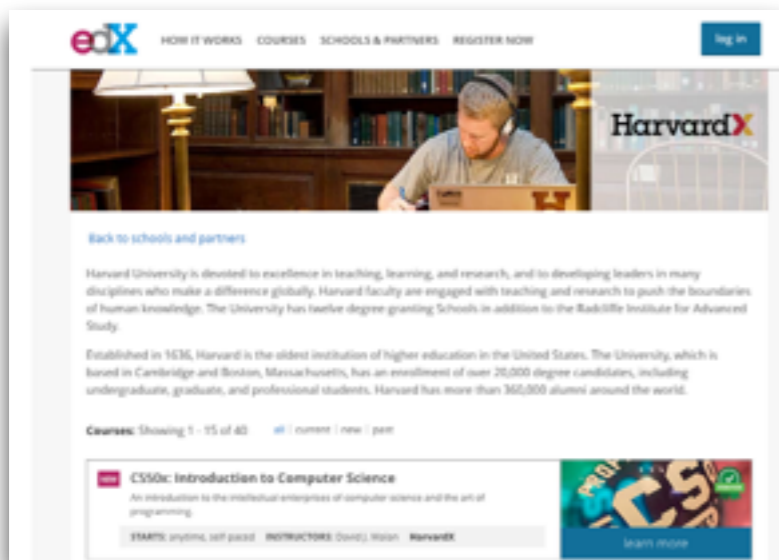 edX HOW IT WORKS COURSES SCHOOLS & PARTNERS REGISTER NOW log in
HarvardX
Back to schools and partners
Harvard University is devoted to excellence in teaching, learning, and research, and to developing leaders in many
disciplines who make a difference globally. Harvard faculty are engaged with teaching and research to push the boundaries
of human knowledge. The University has twelve degree-granting Schools in addition to the Radcliffe Institute for Advanced
Study.
Established in 1636, Harvard is the oldest institution of higher education in the United States. The University, which is
based in Cambridge and Boston, Massachusetts, has an enrollment of over 20,000 degree candidates, including
undergraduate, graduate, and professional students. Harvard has more than 360,000 alumni around the world.
Courses: Showing 1 - 15 of 40 all | current | new | past
NEW CS50x: Introduction to Computer Science
An introduction to the intellectual enterprises of computer science and the art of
programming.
STARTS: anytime, self-paced INSTRUCTORS: David J. Malan HarvardX
CS
learn more